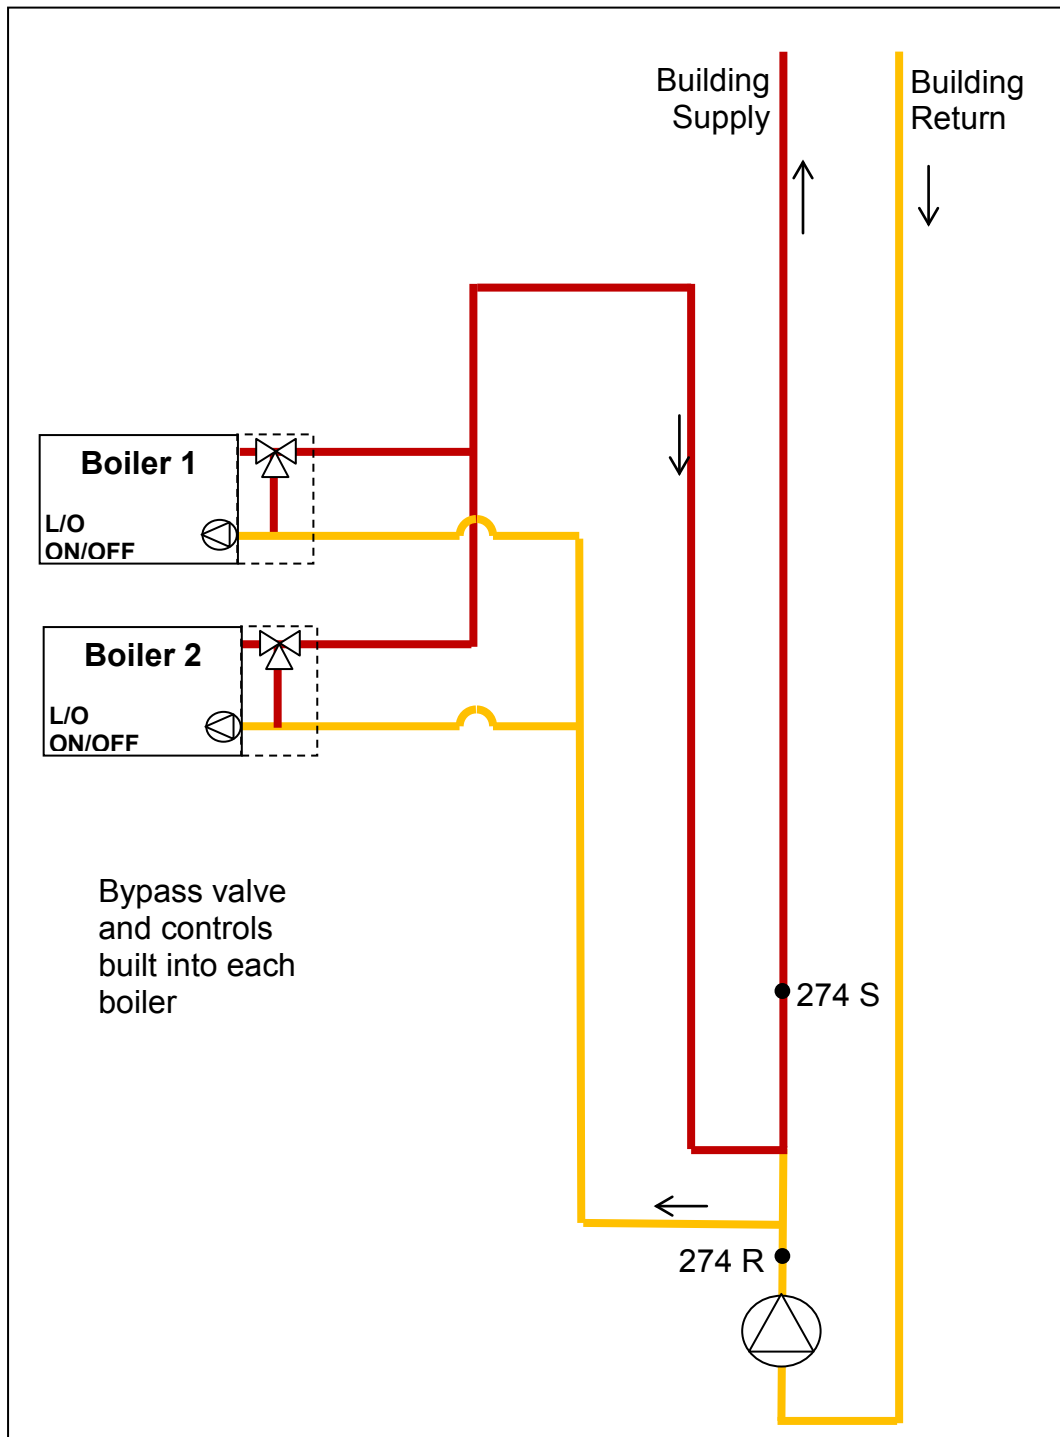 Building
Supply
Building
Return
Boiler 1
L/O
ON/OFF
Boiler 2
L/O
ON/OFF
Bypass valve
and controls
built into each
boiler
274 S
274 R